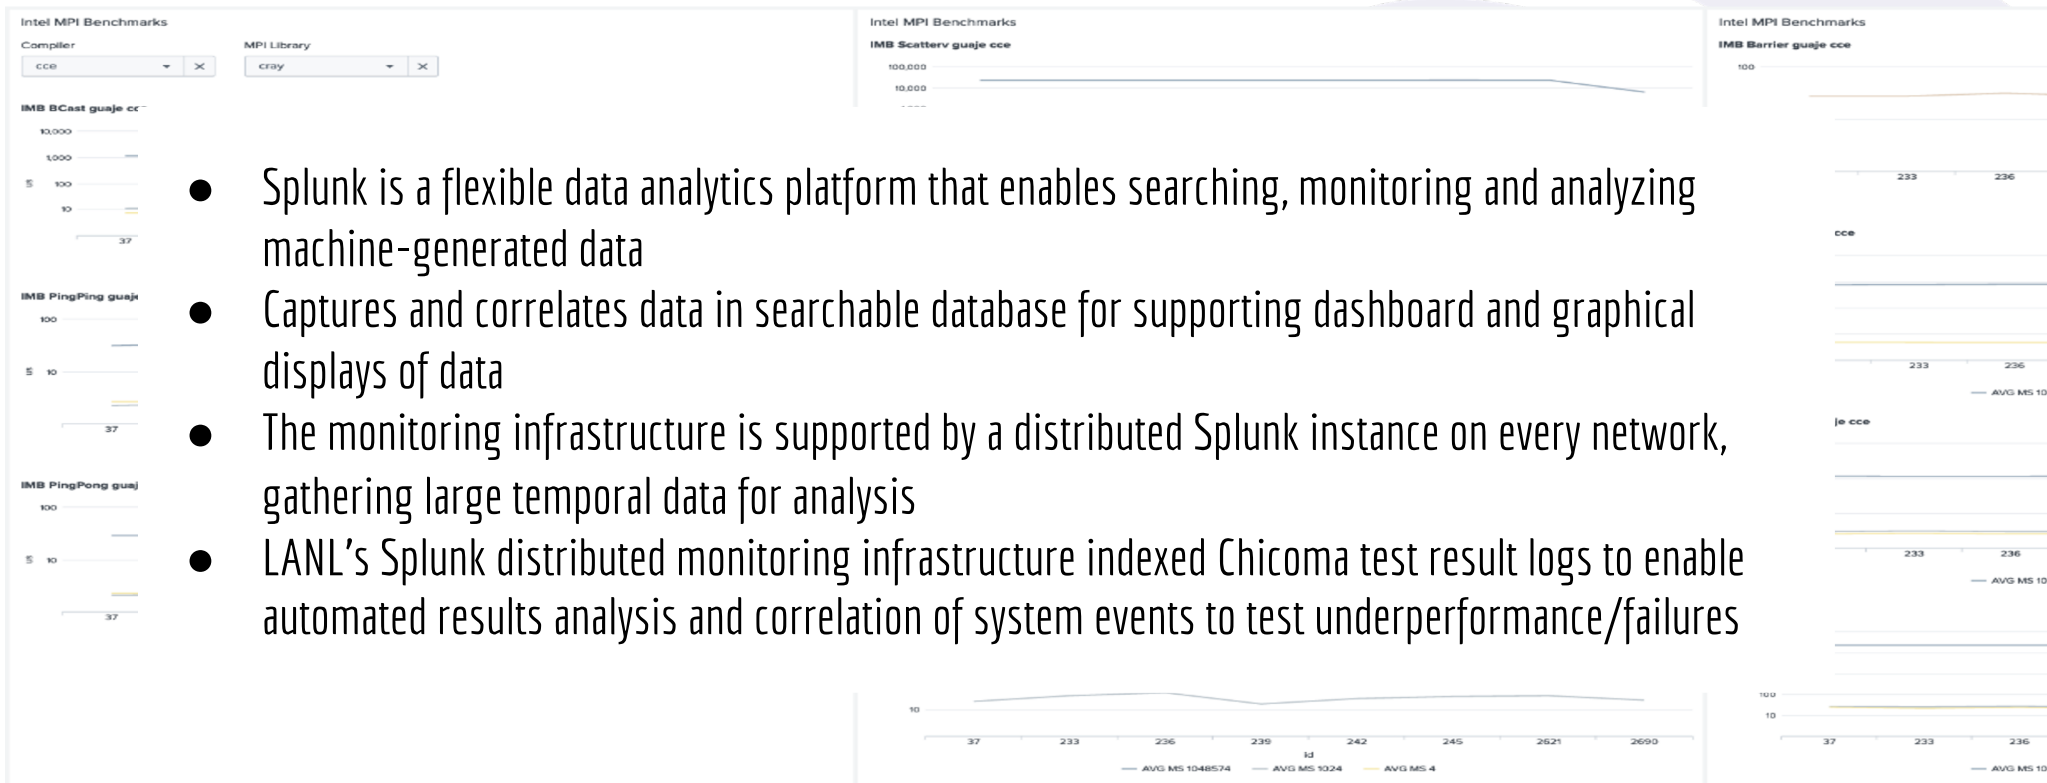 Intel MPI Benchmarks
Compiler
MPI Library
cce
cray
IMB BCast guaje cc
10,000
1,000
100
10
37
IMB PingPing guaje
100
10
37
IMB PingPong guaj
100
10
37
Intel MPI Benchmarks
IMB Scatterv guaje cce
100,000
10,000
Intel MPI Benchmarks
IMB Barrier guaje cce
100
233 236
cce
233 236
AVG MS 10
je cce
233 236
AVG MS 10
● Splunk is a flexible data analytics platform that enables searching, monitoring and analyzing
machine-generated data
● Captures and correlates data in searchable database for supporting dashboard and graphical
displays of data
● The monitoring infrastructure is supported by a distributed Splunk instance on every network,
gathering large temporal data for analysis
● LANL's Splunk distributed monitoring infrastructure indexed Chicoma test result logs to enable
automated results analysis and correlation of system events to test underperformance/failures
10
37 233 236 239 242 245 2621 2690
id
AVG MS 1048574 AVG MS 1024 AVG MS 4
100
10
37 233 236
AVG MS 10